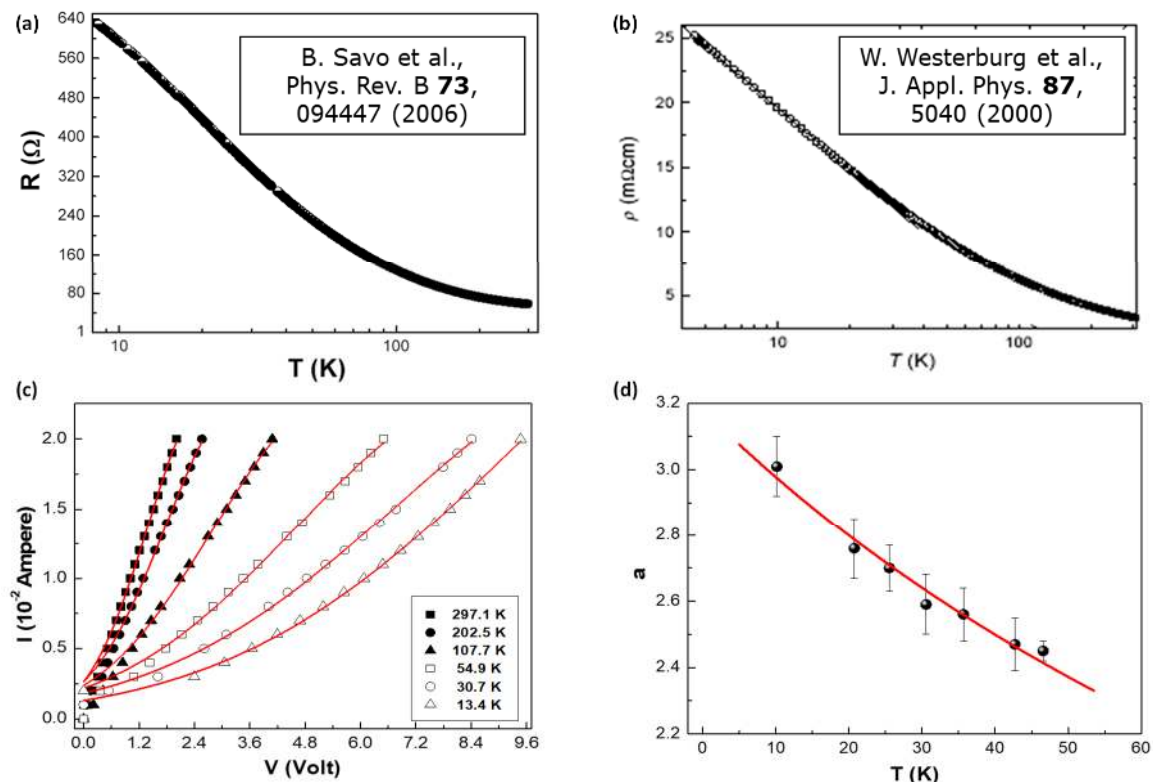 (a)
640
560
480
400
320
240
160
80
1
R (Ω)
10
100
T (K)
B. Savo et al.,
Phys. Rev. B 73,
094447 (2006)
(b)
25
20
15
10
5
ρ (mΩcm)
10
100
T (K)
W. Westerburg et al.,
J. Appl. Phys. 87,
5040 (2000)
(c)
2.0
1.5
1.0
0.5
0.0
I (10⁻² Ampere)
0.0 1.2 2.4 3.6 4.8 6.0 7.2 8.4 9.6
V (Volt)
297.1 K
202.5 K
107.7 K
54.9 K
30.7 K
13.4 K
(d)
3.2
3.0
2.8
2.6
2.4
2.2
a
0 10 20 30 40 50 60
T (K)